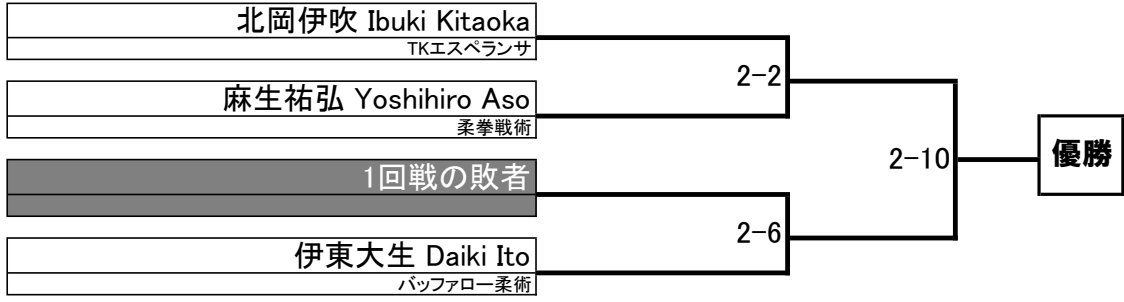 北岡伊吹 Ibuki Kitaoka
TKエスペランサ
2-2
麻生祐弘 Yoshihiro Aso
柔拳戦術
2-10
優勝
1回戦の敗者
2-6
伊東大生 Daiki Ito
バッファロー柔術